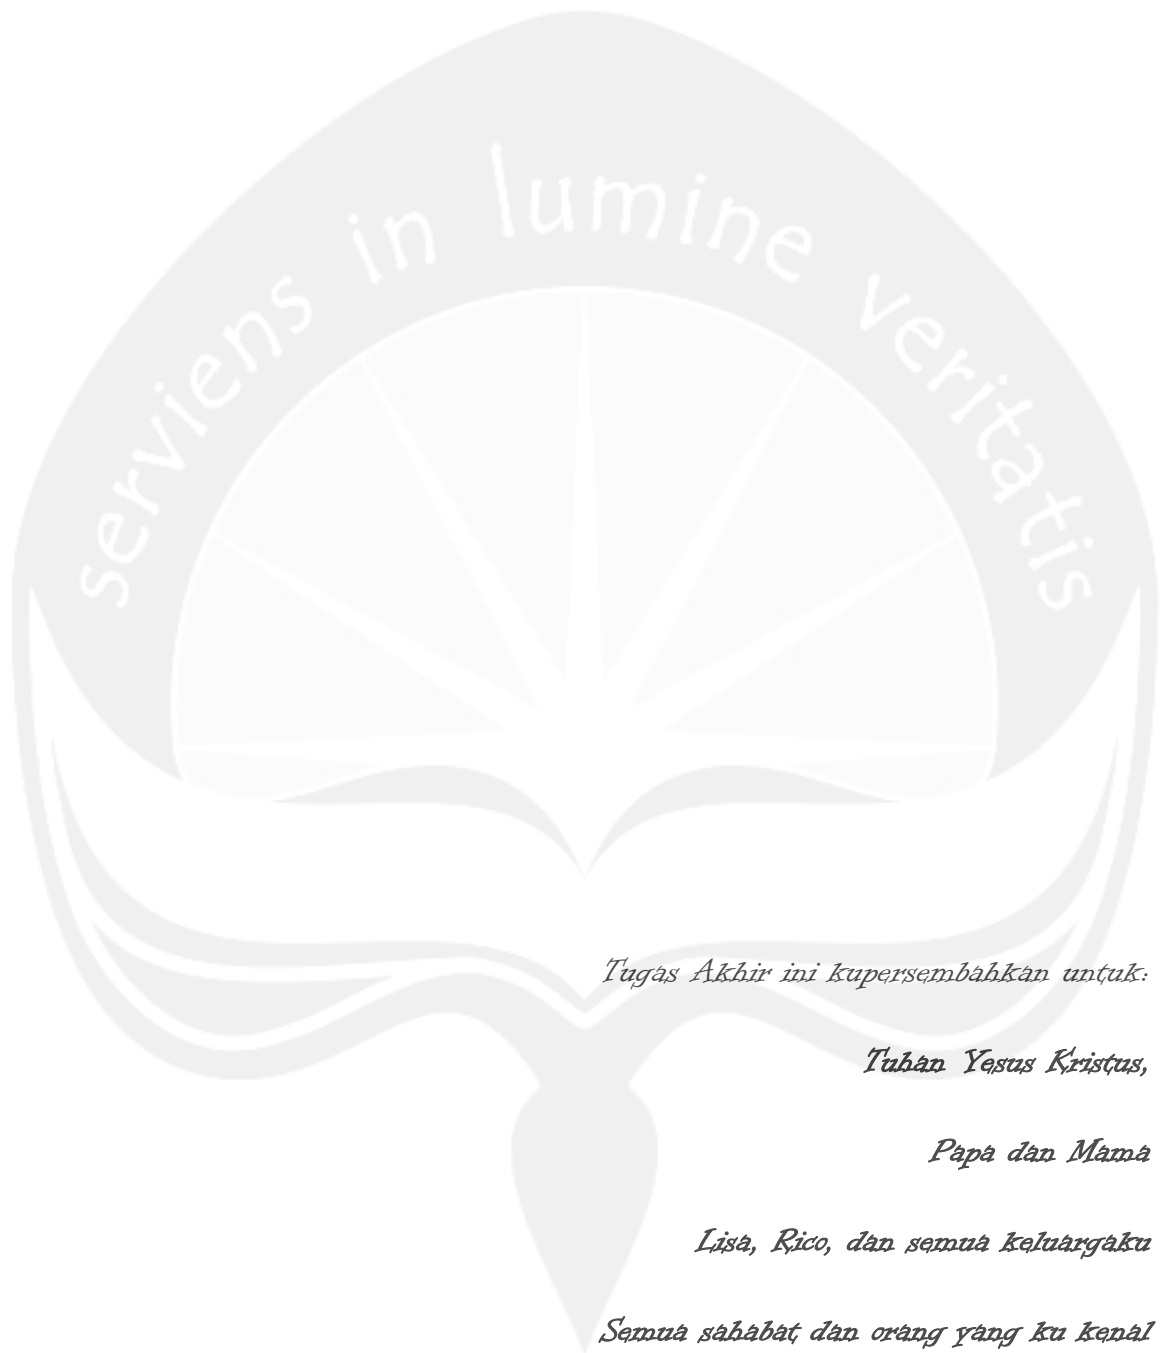 serviens in lumine veritatis
Tugas Akhir ini kupersembahkan untuk:
Tuhan Yesus Kristus,
Papa dan Mama
Lisa, Rico, dan semua keluargaku
Semua sahabat dan orang yang ku kenal